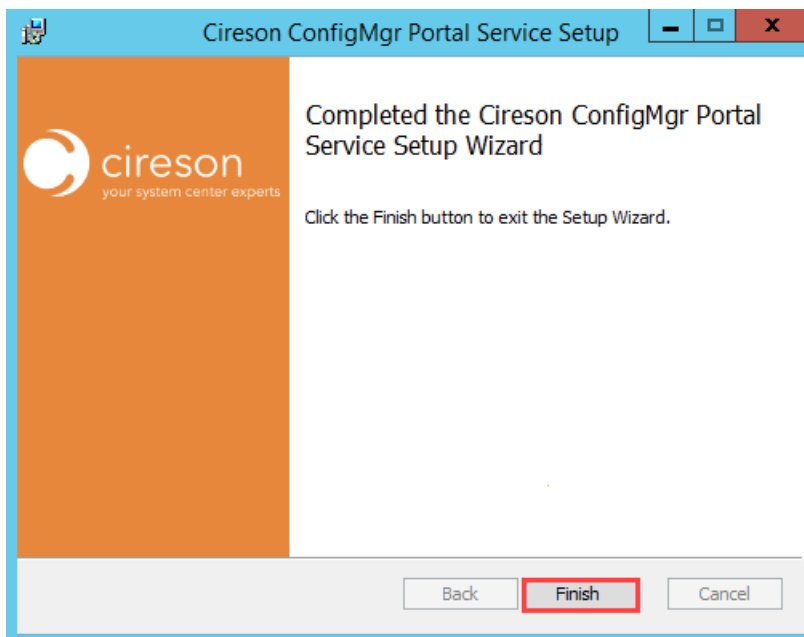 Cireson ConfigMgr Portal Service Setup
cireson
your system center experts
Completed the Cireson ConfigMgr Portal
Service Setup Wizard
Click the Finish button to exit the Setup Wizard.
Back
Finish
Cancel